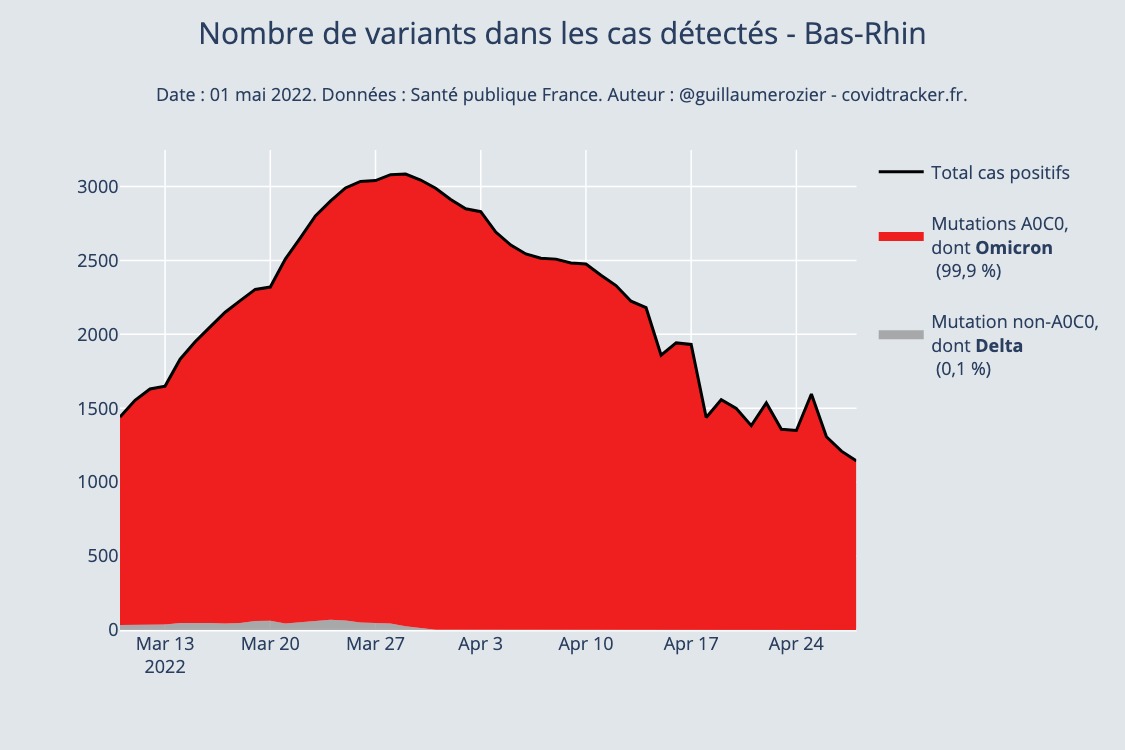 Nombre de variants dans les cas détectés - Bas-Rhin
Date : 01 mai 2022. Données : Santé publique France. Auteur : @guillaumerozier - covidtracker.fr.
3000
2500
2000
1500
1000
500
0
Mar 13
2022
Mar 20
Mar 27
Apr 3
Apr 10
Apr 17
Apr 24
Total cas positifs
Mutations A0C0,
dont Omicron
(99,9 %)
Mutation non-A0C0,
dont Delta
(0,1 %)